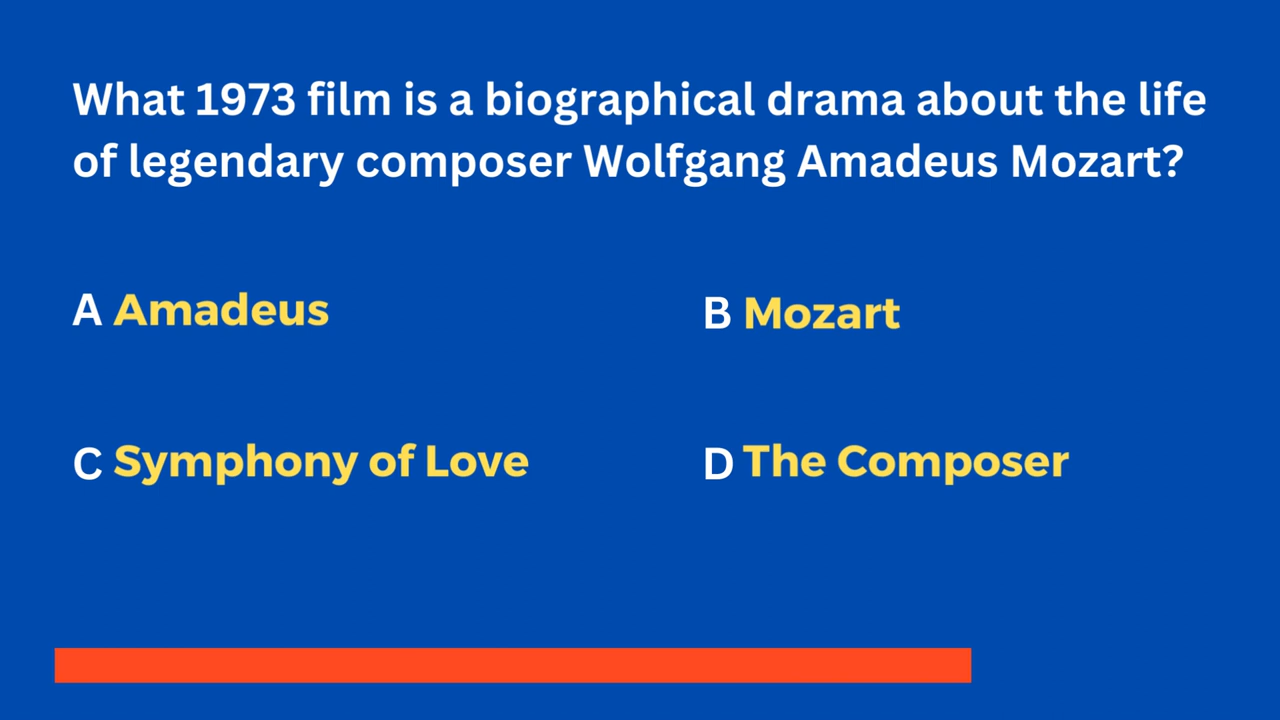 What 1973 film is a biographical drama about the life
of legendary composer Wolfgang Amadeus Mozart?
A Amadeus
B Mozart
C Symphony of Love
D The Composer